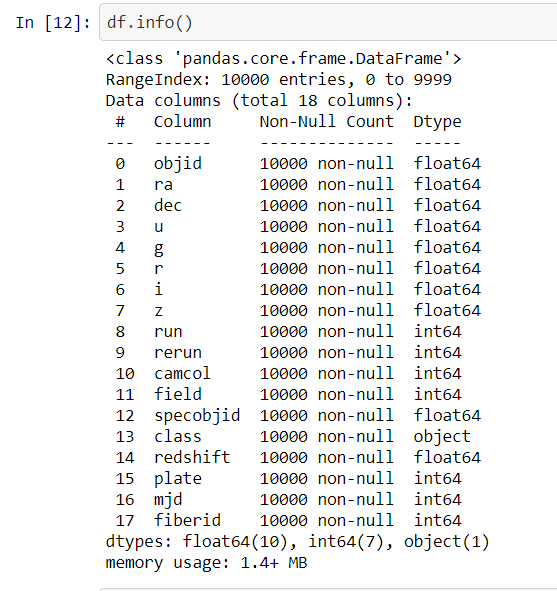 In [12]: df.info()
<class 'pandas.core.frame.DataFrame'>
RangeIndex: 10000 entries, 0 to 9999
Data columns (total 18 columns):
 #   Column     Non-Null Count  Dtype
---  ------     --------------  -----
 0   objid      10000 non-null  float64
 1   ra         10000 non-null  float64
 2   dec        10000 non-null  float64
 3   u          10000 non-null  float64
 4   g          10000 non-null  float64
 5   r          10000 non-null  float64
 6   i          10000 non-null  float64
 7   z          10000 non-null  float64
 8   run        10000 non-null  int64
 9   rerun      10000 non-null  int64
 10  camcol     10000 non-null  int64
 11  field      10000 non-null  int64
 12  specobjid  10000 non-null  float64
 13  class      10000 non-null  object
 14  redshift   10000 non-null  float64
 15  plate      10000 non-null  int64
 16  mjd        10000 non-null  int64
 17  fiberid    10000 non-null  int64
dtypes: float64(10), int64(7), object(1)
memory usage: 1.4+ MB